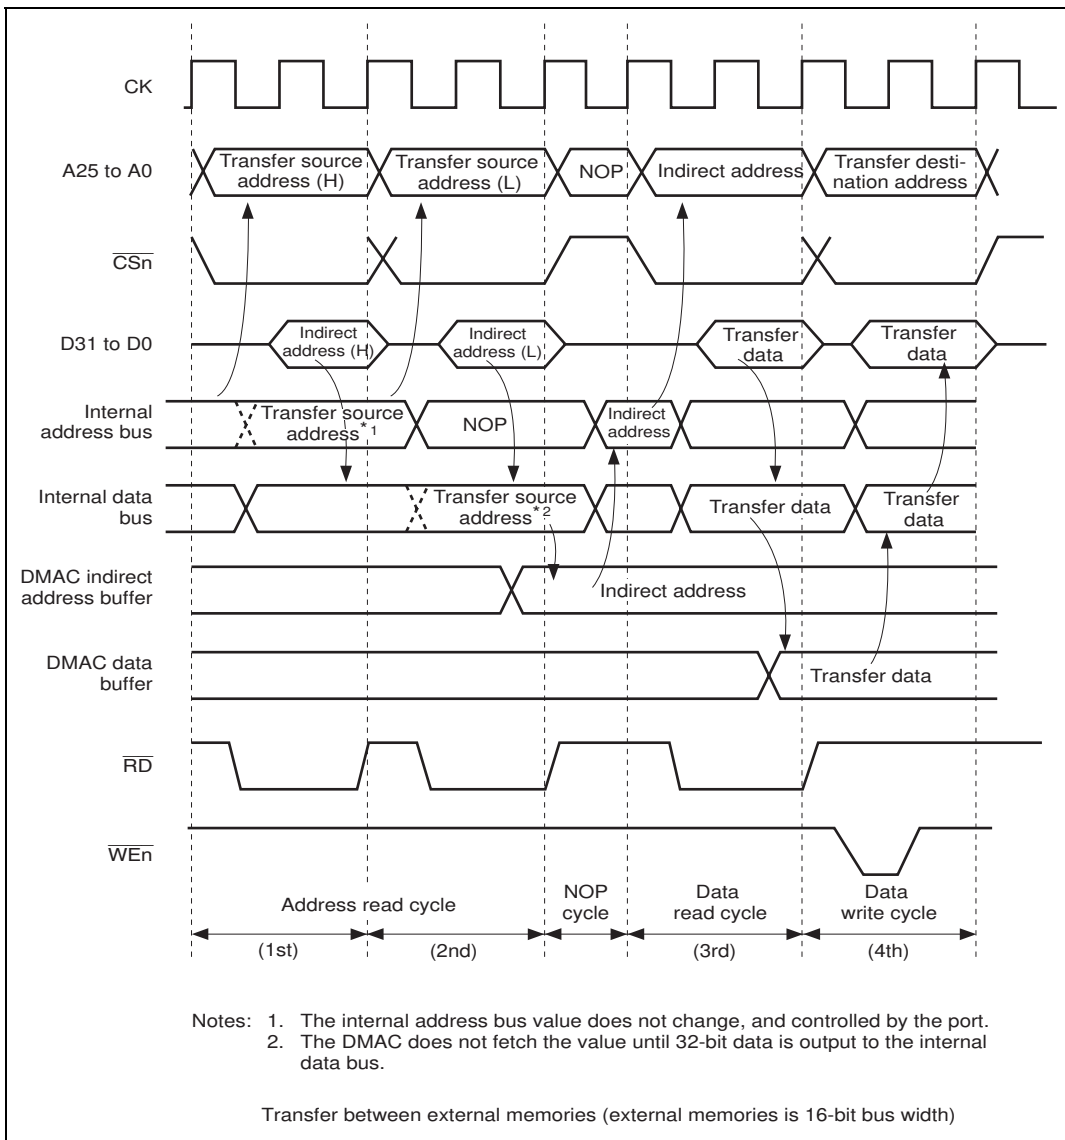 CK
A25 to A0
Transfer source
address (H)
Transfer source
address (L)
NOP
Indirect address
Transfer desti-
nation address
CSn
D31 to D0
Indirect
address (H)
Indirect
address (L)
Transfer
data
Transfer
data
Internal
address bus
Transfer source
address*1
NOP
Indirect
address
Internal data
bus
Transfer source
address*2
Transfer data
Transfer
data
DMAC indirect
address buffer
Indirect address
DMAC data
buffer
Transfer data
RD
WEn
Address read cycle
NOP
cycle
Data
read cycle
Data
write cycle
(1st)
(2nd)
(3rd)
(4th)
Notes: 1. The internal address bus value does not change, and controlled by the port.
2. The DMAC does not fetch the value until 32-bit data is output to the internal
data bus.
Transfer between external memories (external memories is 16-bit bus width)